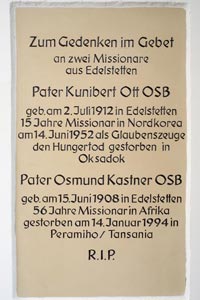 Zum Gedenken im Gebet
an zwei Missionare
aus Edelstetten
Pater Kunibert Ott OSB
geb. am 2. Juli 1912 in Edelstetten
15 Jahre Missionar in Nordkorea
am 14. Juni 1952 als Glaubenszeuge
den Hungertod gestorben in
Oksadok
Pater Osmund Kastner OSB
geb. am 15. Juni 1908 in Edelstetten
56 Jahre Missionar in Afrika
gestorben am 14. Januar 1994 in
Peramiho / Tansania
R.I.P.